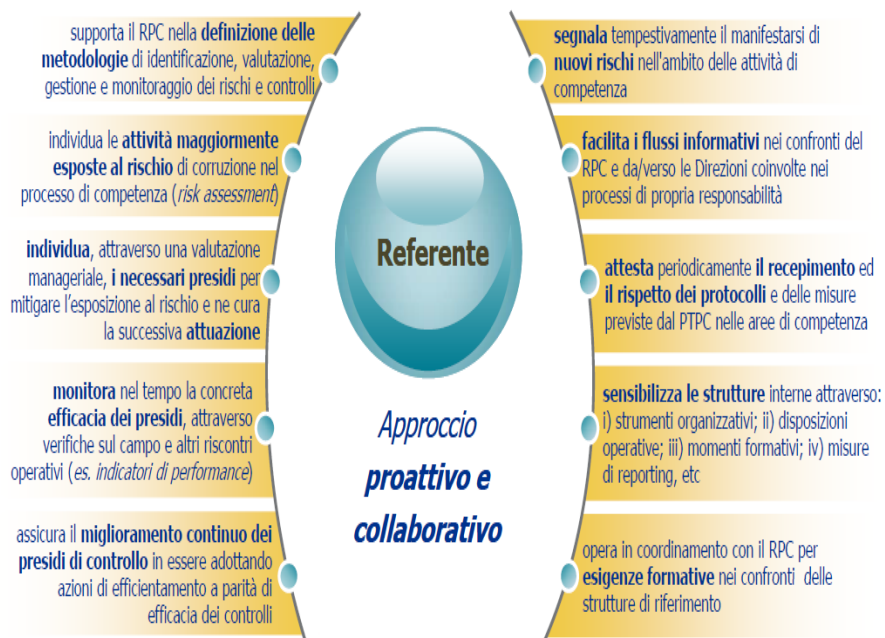 supporta il RPC nella definizione delle
metodologie di identificazione, valutazione,
gestione e monitoraggio dei rischi e controlli
individua le attività maggiormente
esposte al rischio di corruzione nel
processo di competenza (risk assessment)
individua, attraverso una valutazione
manageriale, i necessari presidi per
mitigare l'esposizione al rischio e ne cura
la successiva attuazione
monitora nel tempo la concreta
efficacia dei presidi, attraverso
verifiche sul campo e altri riscontri
operativi (es. indicatori di performance)
assicura il miglioramento continuo dei
presidi di controllo in essere adottando
azioni di efficientamento a parità di
efficacia dei controlli
Referente
Approccio
proattivo e
collaborativo
segnala tempestivamente il manifestarsi di
nuovi rischi nell'ambito delle attività di
competenza
facilita i flussi informativi nei confronti del
RPC e da/verso le Direzioni coinvolte nei
processi di propria responsabilità
attesta periodicamente il recepimento ed
il rispetto dei protocolli e delle misure
previste dal PTPC nelle aree di competenza
sensibilizza le strutture interne attraverso:
i) strumenti organizzativi; ii) disposizioni
operative; iii) momenti formativi; iv) misure
di reporting, etc
opera in coordinamento con il RPC per
esigenze formative nei confronti delle
strutture di riferimento